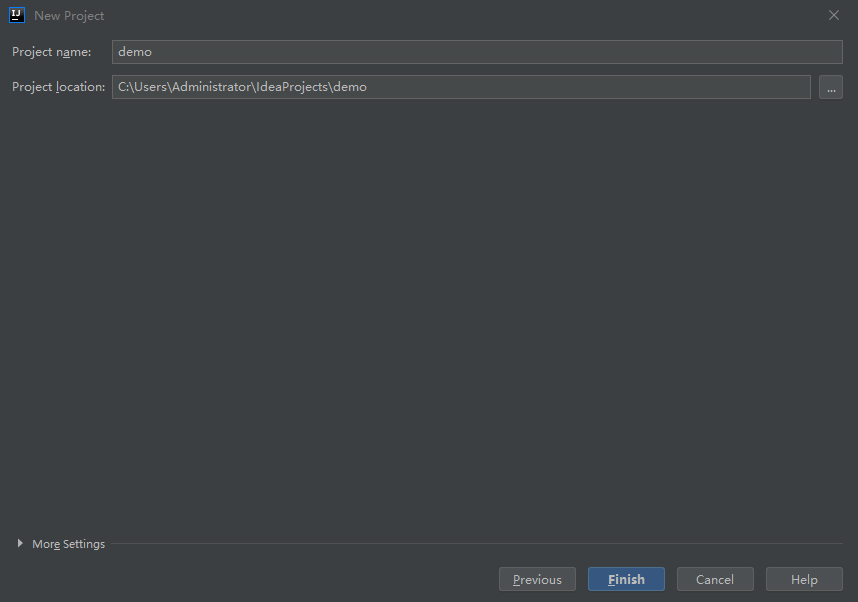 IJ
New Project
Project name: demo
Project location: C:\Users\Administrator\IdeaProjects\demo ...
More Settings
Previous Finish Cancel Help